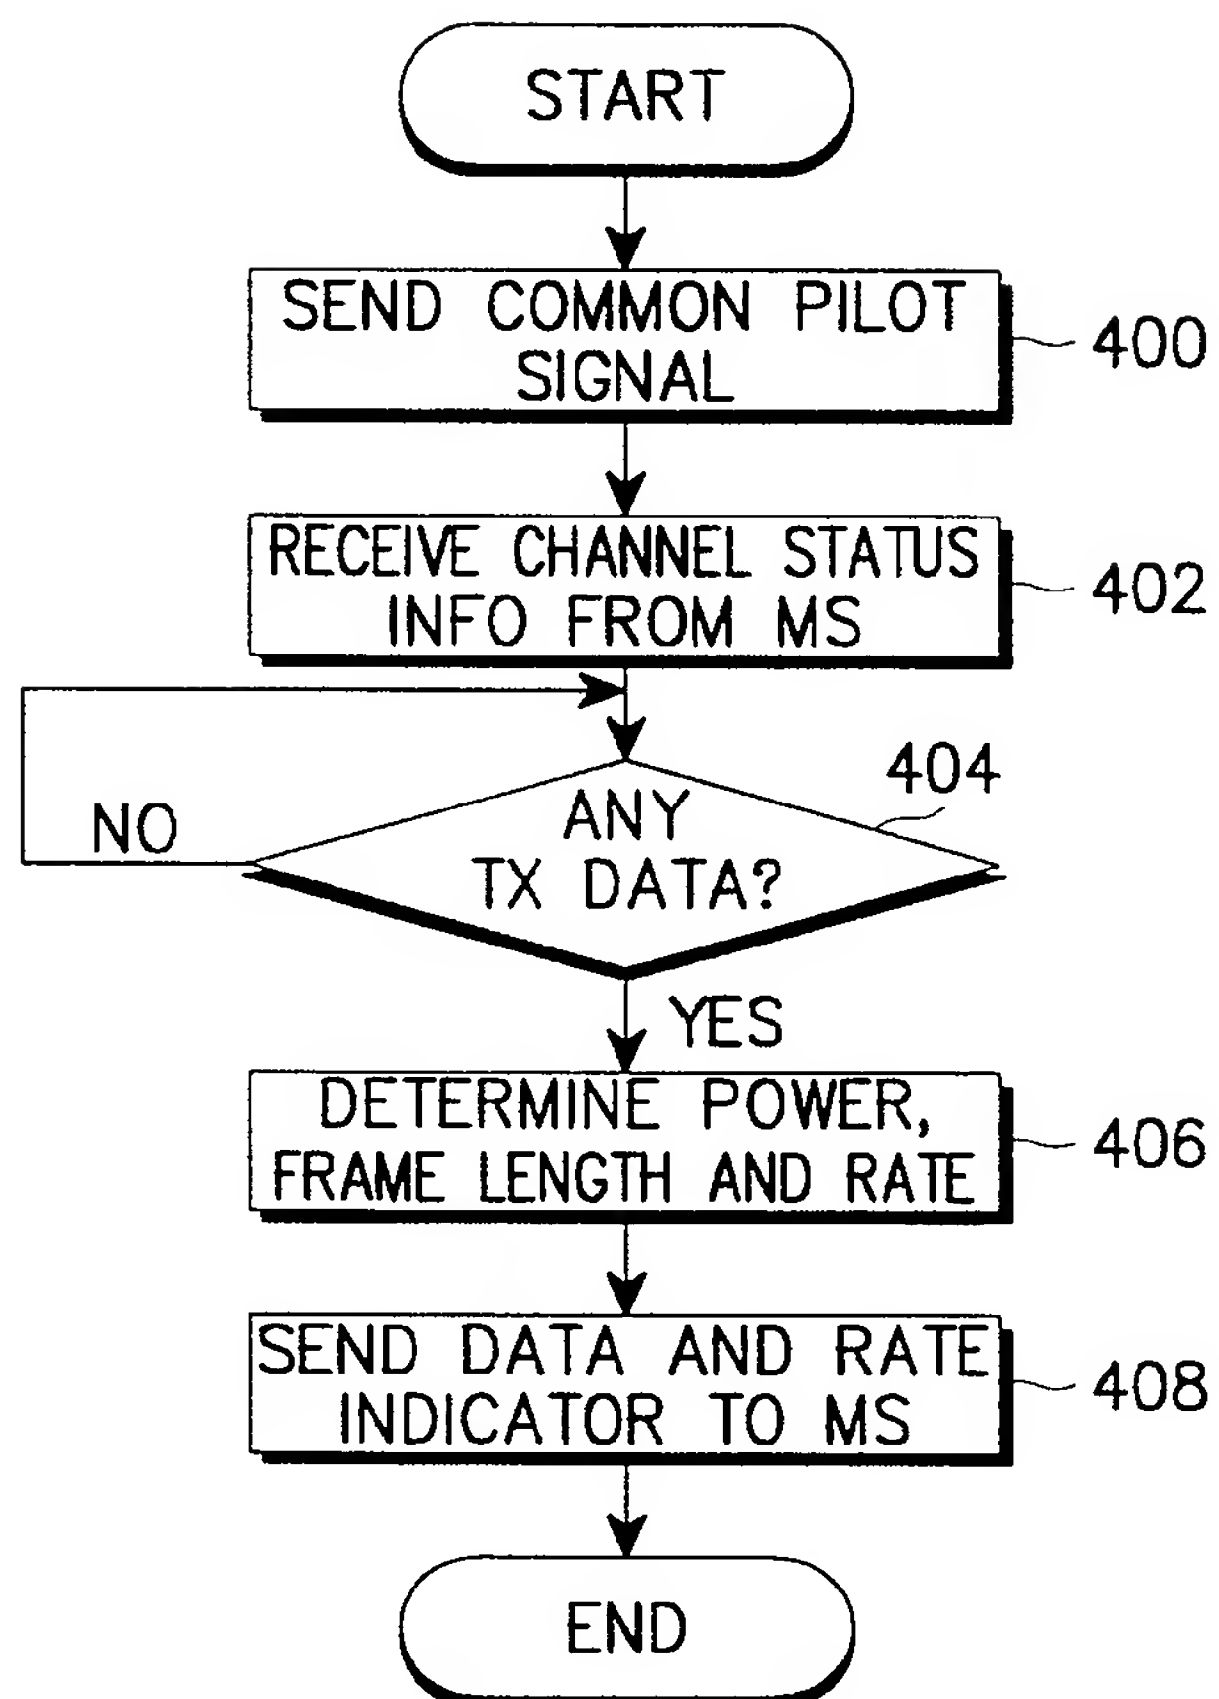 START
SEND COMMON PILOT
SIGNAL
400
RECEIVE CHANNEL STATUS
INFO FROM MS
402
404
ANY
TX DATA?
NO
YES
DETERMINE POWER,
FRAME LENGTH AND RATE
406
SEND DATA AND RATE
INDICATOR TO MS
408
END